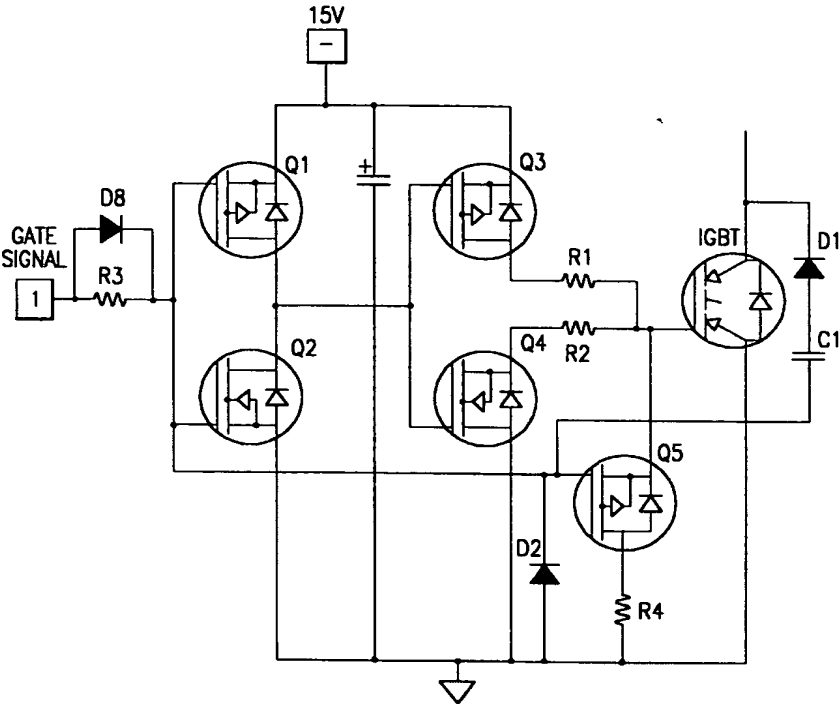 15V
−
Q1
Q3
+
D8
GATE
SIGNAL
R3
1
IGBT
D1
R1
Q2
Q4
R2
C1
Q5
D2
R4